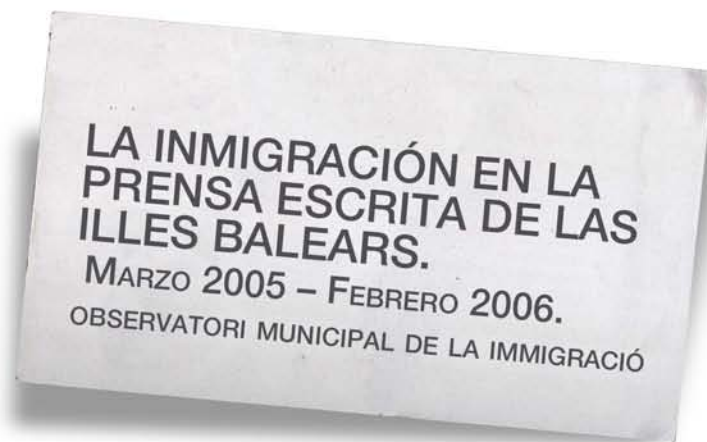 LA INMIGRACIÓN EN LA
PRENSA ESCRITA DE LAS
ILLES BALEARS.
MARZO 2005 – FEBRERO 2006.
OBSERVATORI MUNICIPAL DE LA IMMIGRACIÓ